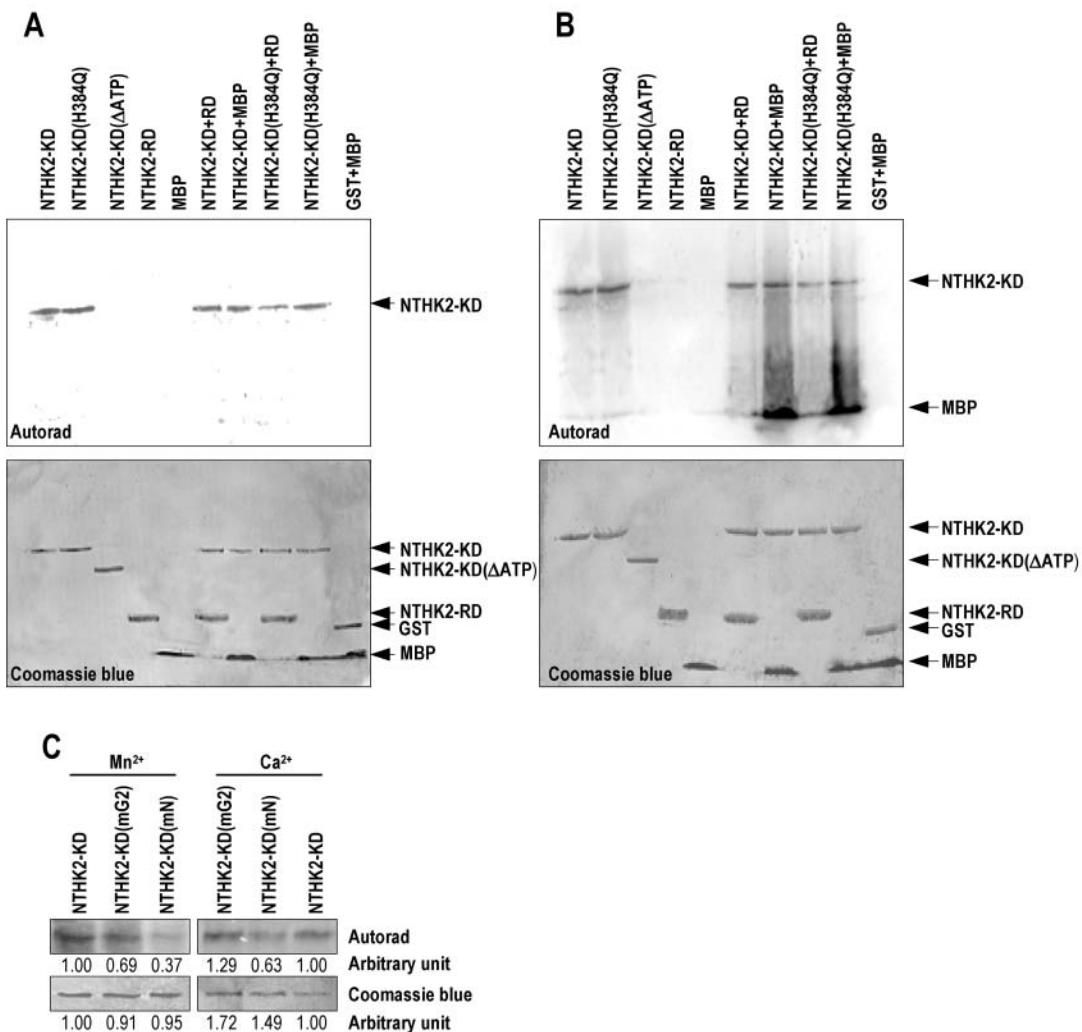 A
NTHK2-KD
NTHK2-KD(H384Q)
NTHK2-KD(ΔATP)
NTHK2-RD
MBP
NTHK2-KD+RD
NTHK2-KD+MBP
NTHK2-KD(H384Q)+RD
NTHK2-KD(H384Q)+MBP
GST+MBP
NTHK2-KD
Autorad
NTHK2-KD
NTHK2-KD(ΔATP)
NTHK2-RD
GST
MBP
Coomassie blue
B
NTHK2-KD
NTHK2-KD(H384Q)
NTHK2-KD(ΔATP)
NTHK2-RD
MBP
NTHK2-KD+RD
NTHK2-KD+MBP
NTHK2-KD(H384Q)+RD
NTHK2-KD(H384Q)+MBP
GST+MBP
NTHK2-KD
MBP
Autorad
NTHK2-KD
NTHK2-KD(ΔATP)
NTHK2-RD
GST
MBP
Coomassie blue
C
Mn²⁺
Ca²⁺
NTHK2-KD
NTHK2-KD(mG2)
NTHK2-KD(mN)
NTHK2-KD(mG2)
NTHK2-KD(mN)
NTHK2-KD
Autorad
1.00 0.69 0.37 1.29 0.63 1.00 Arbitrary unit
Coomassie blue
1.00 0.91 0.95 1.72 1.49 1.00 Arbitrary unit